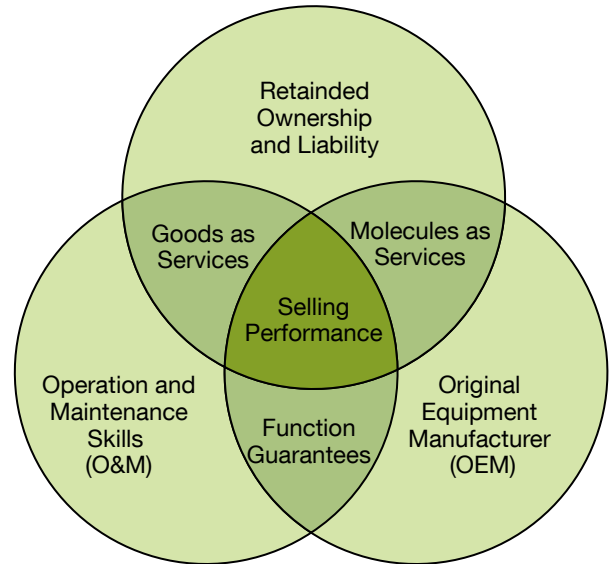 Retainded
Ownership
and Liability
Goods as
Services
Molecules as
Services
Selling
Performance
Operation and
Maintenance
Skills
(O&M)
Function
Guarantees
Original
Equipment
Manufacturer
(OEM)